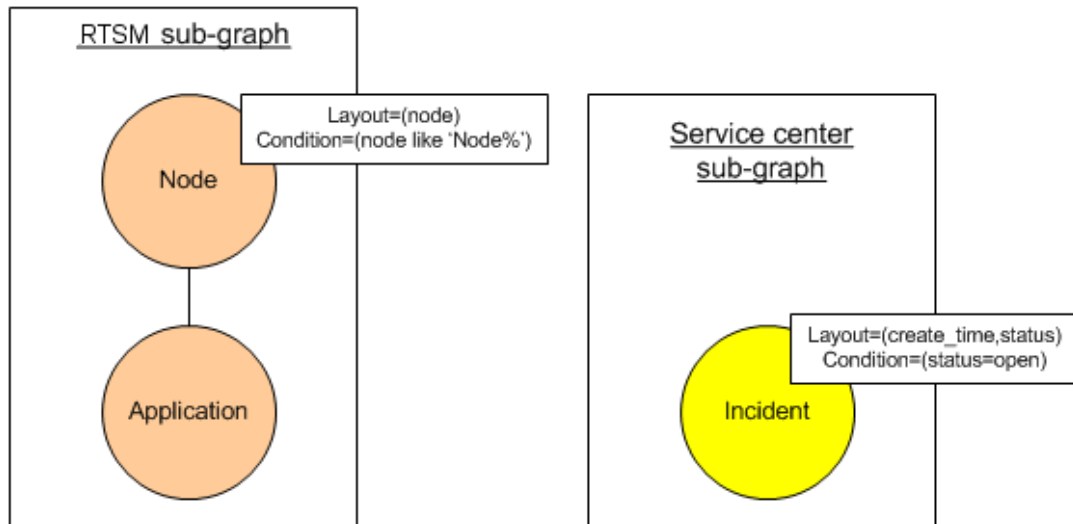 RTSM sub-graph
Layout=(node)
Condition=(node like ‘Node%’)
Node
Application
Service center
sub-graph
Layout=(create_time,status)
Condition=(status=open)
Incident